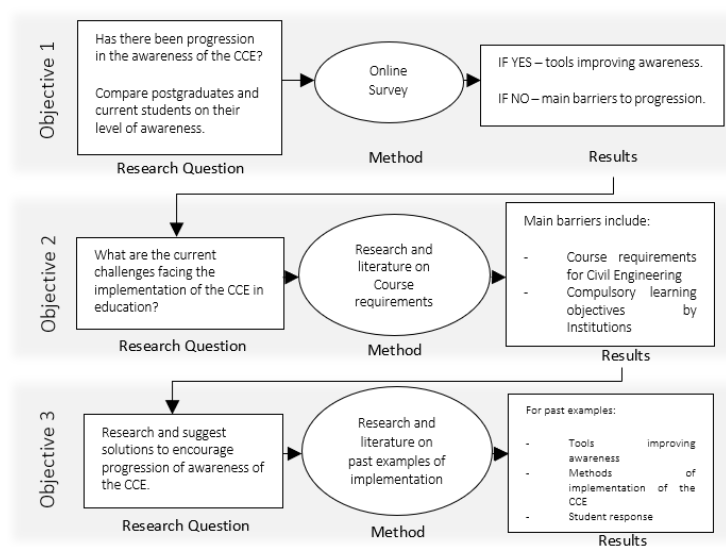 Objective 1
Has there been progression
in the awareness of the CCE?
Compare postgraduates and
current students on their
level of awareness.
Research Question
Online
Survey
Method
IF YES – tools improving awareness.
IF NO – main barriers to progression.
Results
Objective 2
What are the current
challenges facing the
implementation of the CCE in
education?
Research Question
Research and
literature on
Course
requirements
Method
Main barriers include:
- Course requirements
for Civil Engineering
- Compulsory learning
objectives by
Institutions
Results
Objective 3
Research and suggest
solutions to encourage
progression of awareness of
the CCE.
Research Question
Research and
literature on
past examples of
implementation
Method
For past examples:
- Tools improving
awareness
- Methods of
implementation of the
CCE
- Student response
Results